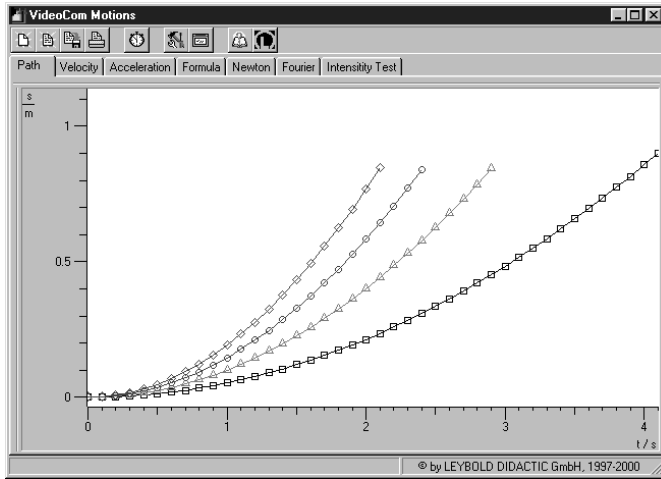 VideoCom Motions
Path Velocity Acceleration Formula Newton Fourier Intensitity Test
s
m
1
0.5
0
0 1 2 3 4
t / s
© by LEYBOLD DIDACTIC GmbH, 1997-2000